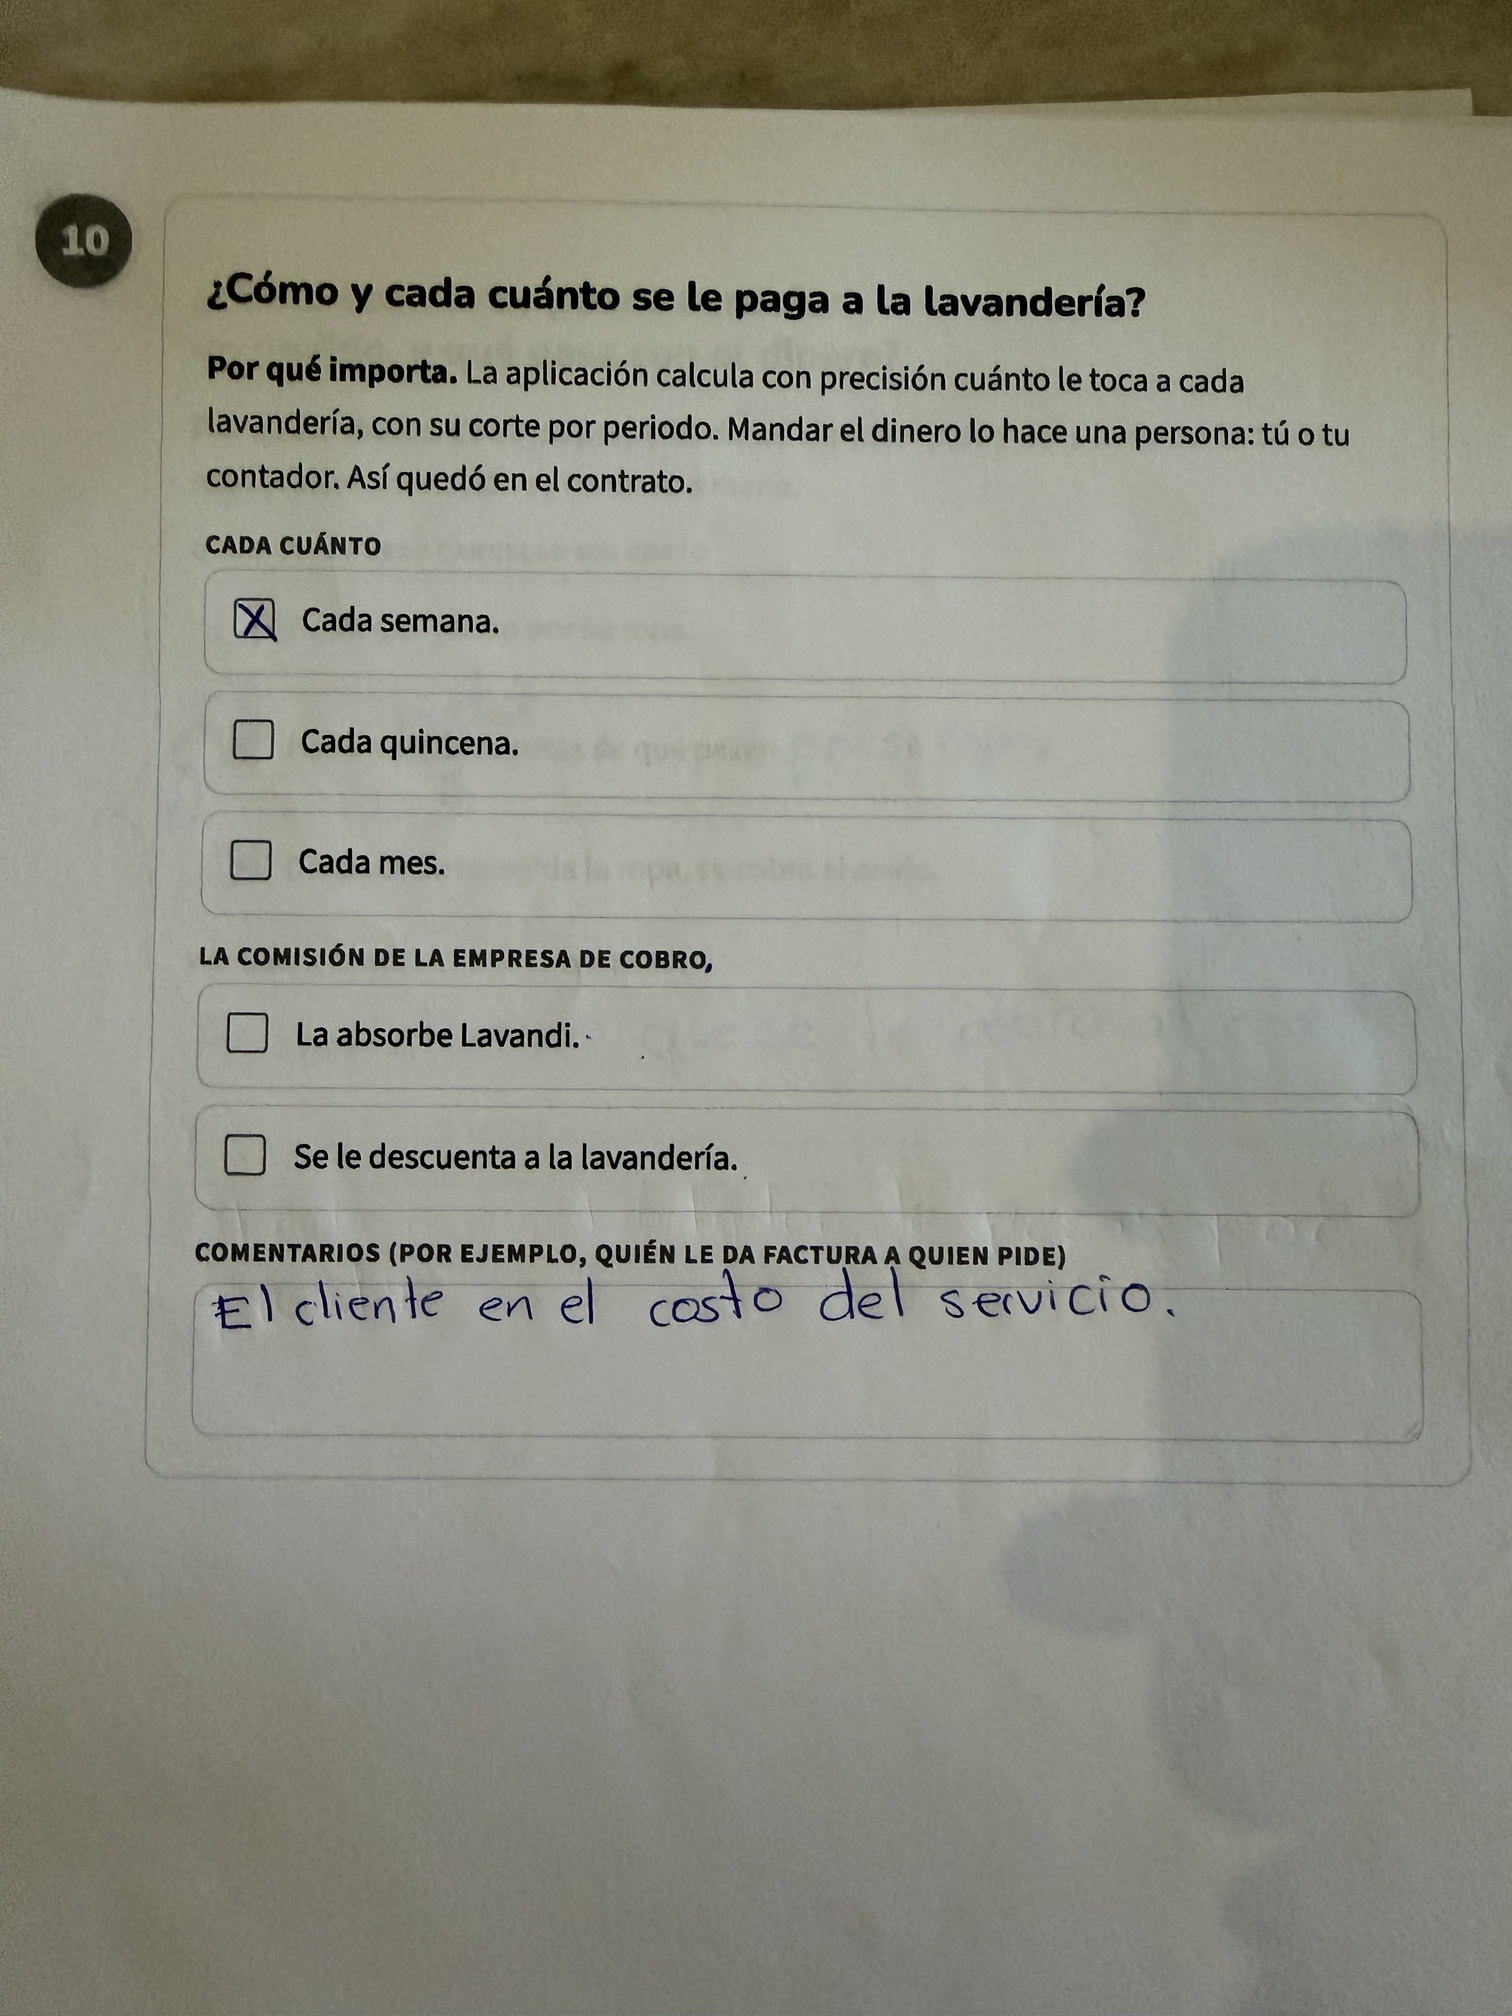 10
¿Cómo y cada cuánto se le paga a la lavandería?
Por qué importa. La aplicación calcula con precisión cuánto le toca a cada
lavandería, con su corte por periodo. Mandar el dinero lo hace una persona: tú o tu
contador. Así quedó en el contrato.
CADA CUÁNTO
Cada semana.
Cada quincena.
Cada mes.
LA COMISIÓN DE LA EMPRESA DE COBRO,
La absorbe Lavandi.
Se le descuenta a la lavandería.
COMENTARIOS (POR EJEMPLO, QUIÉN LE DA FACTURA A QUIEN PIDE)
El cliente en el costo del servicio.